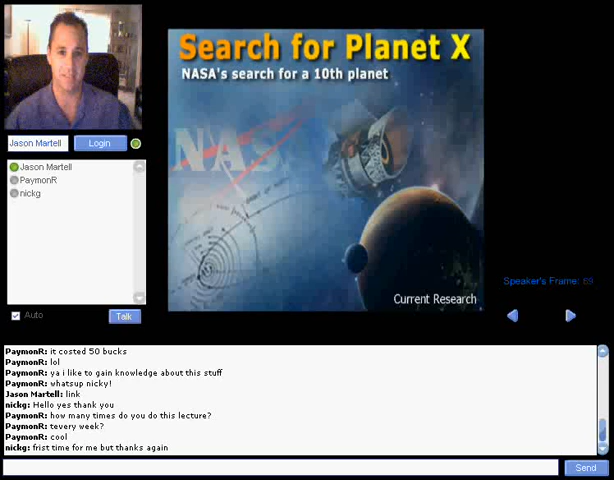 Search for Planet X
NASA's search for a 10th planet
NASA
Current Research
Jason Martell
Login
Jason Martell
PaymonR
nickg
Auto
Talk
Speaker's Frame: 69
PaymonR: it costed 50 bucks
PaymonR: lol
PaymonR: ya i like to gain knowledge about this stuff
PaymonR: whatsup nicky!
Jason Martell: link
nickg: Hello yes thank you
PaymonR: how many times do you do this lecture?
PaymonR: tevery week?
PaymonR: cool
nickg: frist time for me but thanks again
Send